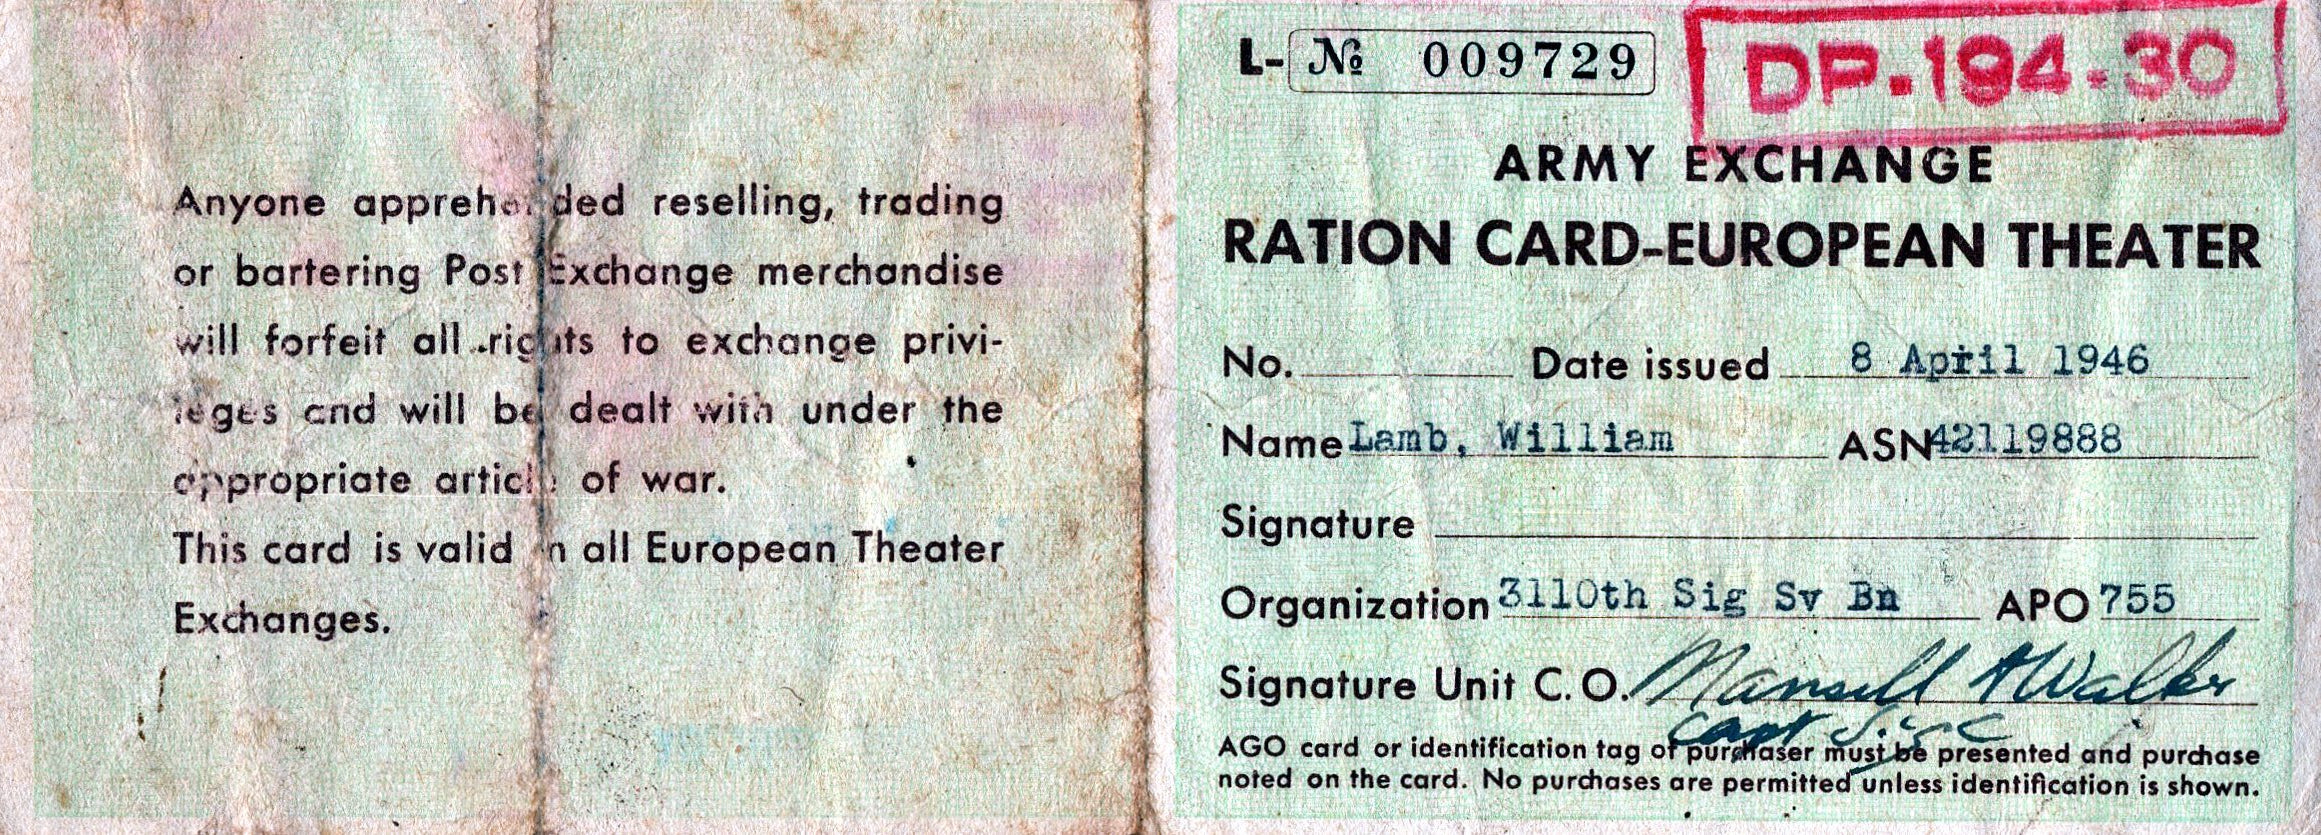 Anyone apprehended reselling, trading
or bartering Post Exchange merchandise
will forfeit all rights to exchange privi-
leges and will be dealt with under the
appropriate article of war.
This card is valid in all European Theater
Exchanges.
L- № 009729
DP.194.30
ARMY EXCHANGE
RATION CARD-EUROPEAN THEATER
No. Date issued 8 April 1946
Name Lamb, William ASN 42119888
Signature
Organization 3110th Sig Sv Bn APO 755
Signature Unit C.O. Mansell A Walker
Capt Sig C
AGO card or identification tag of purchaser must be presented and purchase
noted on the card. No purchases are permitted unless identification is shown.